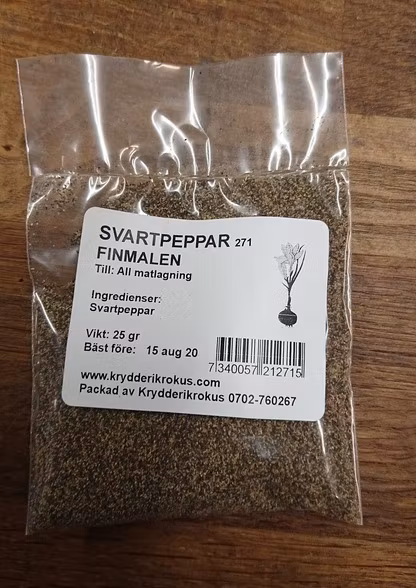 SVARTPEPPAR 271
FINMALEN
Till: All matlagning
Ingredienser:
Svartpeppar
Vikt: 25 gr
Bäst före: 15 aug 20
7 340057 212715
www.krydderikrokus.com
Packad av Krydderikrokus 0702-760267